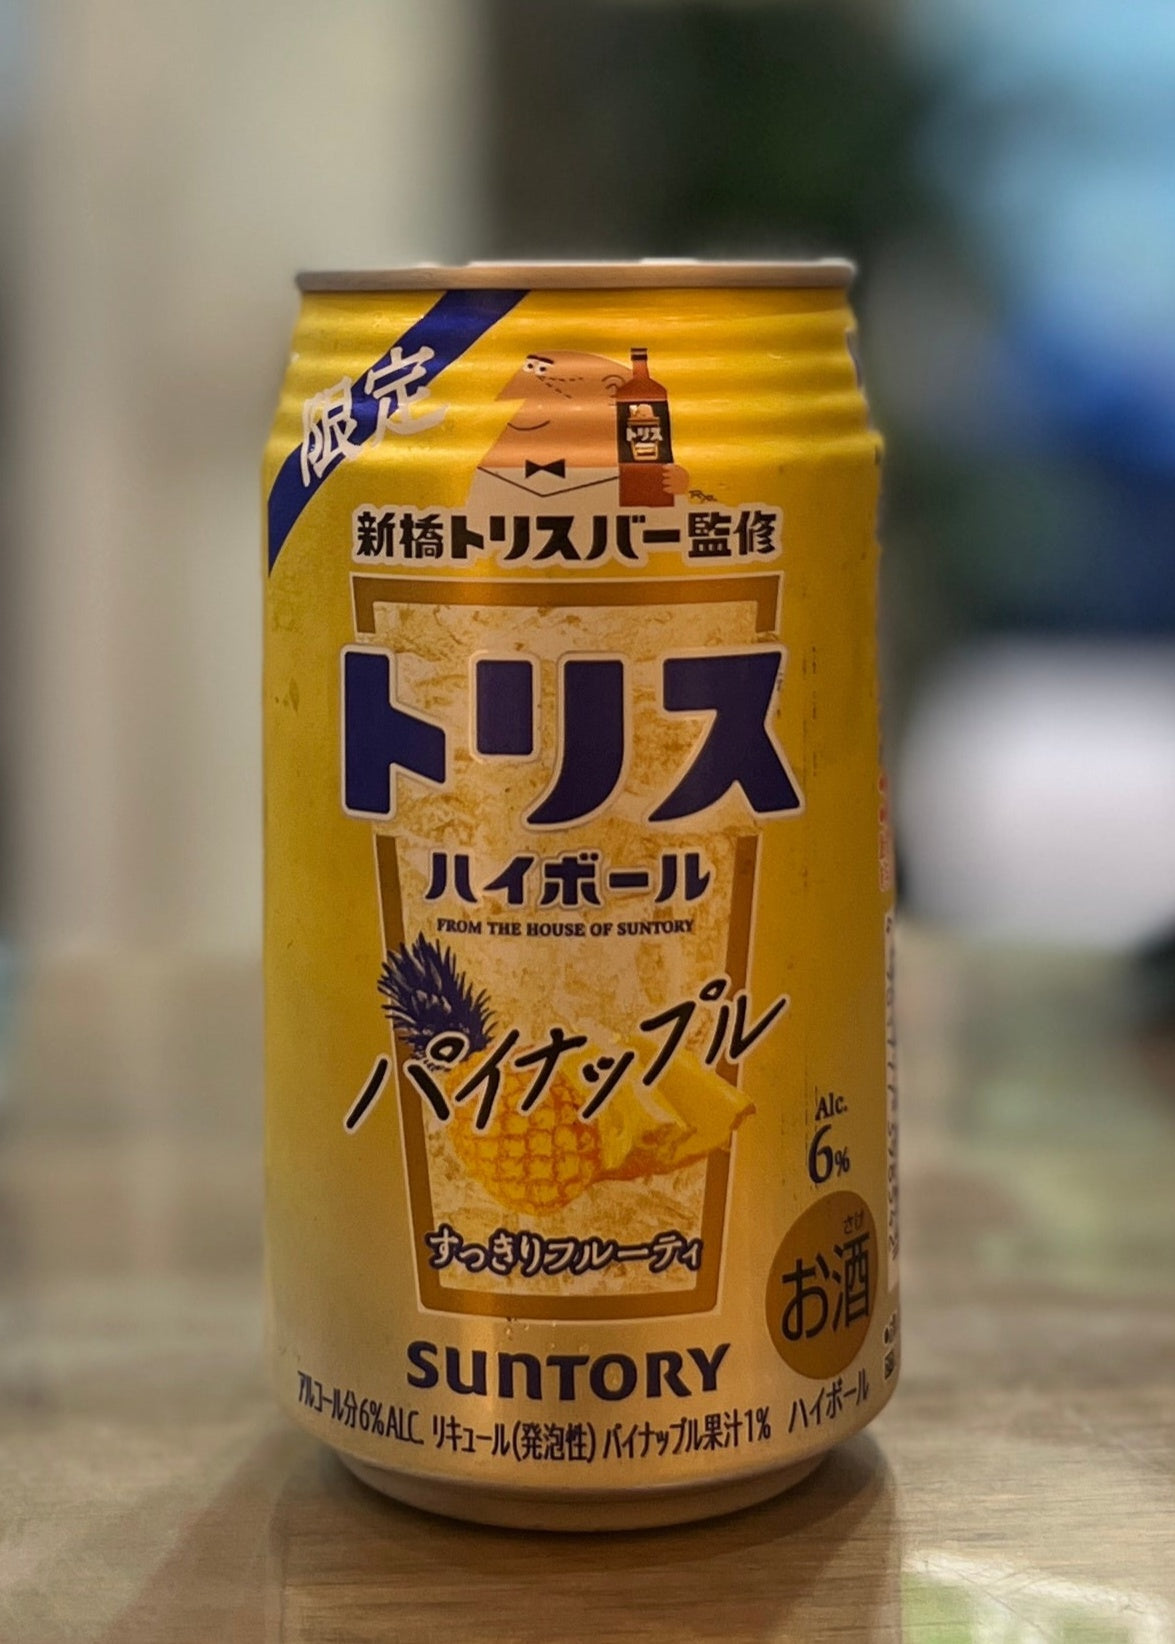 限定
トリス
新橋トリスバー監修
トリス
ハイボール
FROM THE HOUSE OF SUNTORY
パイナップル
Alc.
6%
すっきりフルーティ
さけ
お酒
SUNTORY
アルコール分6%ALC. リキュール(発泡性) パイナップル果汁1% ハイボール